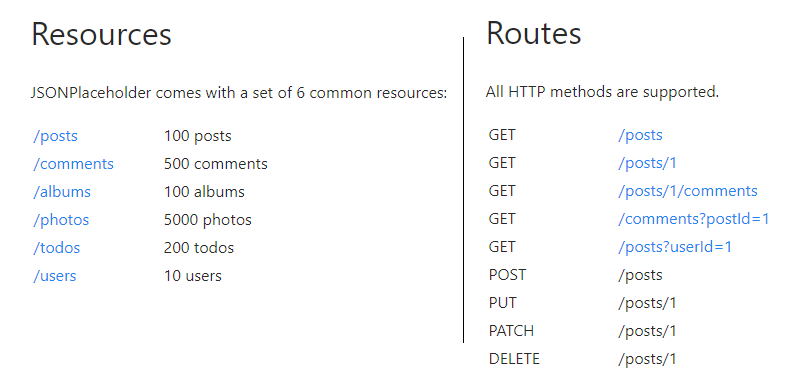 Resources
JSONPlaceholder comes with a set of 6 common resources:
/posts 100 posts
/comments 500 comments
/albums 100 albums
/photos 5000 photos
/todos 200 todos
/users 10 users
Routes
All HTTP methods are supported.
GET /posts
GET /posts/1
GET /posts/1/comments
GET /comments?postId=1
GET /posts?userId=1
POST /posts
PUT /posts/1
PATCH /posts/1
DELETE /posts/1